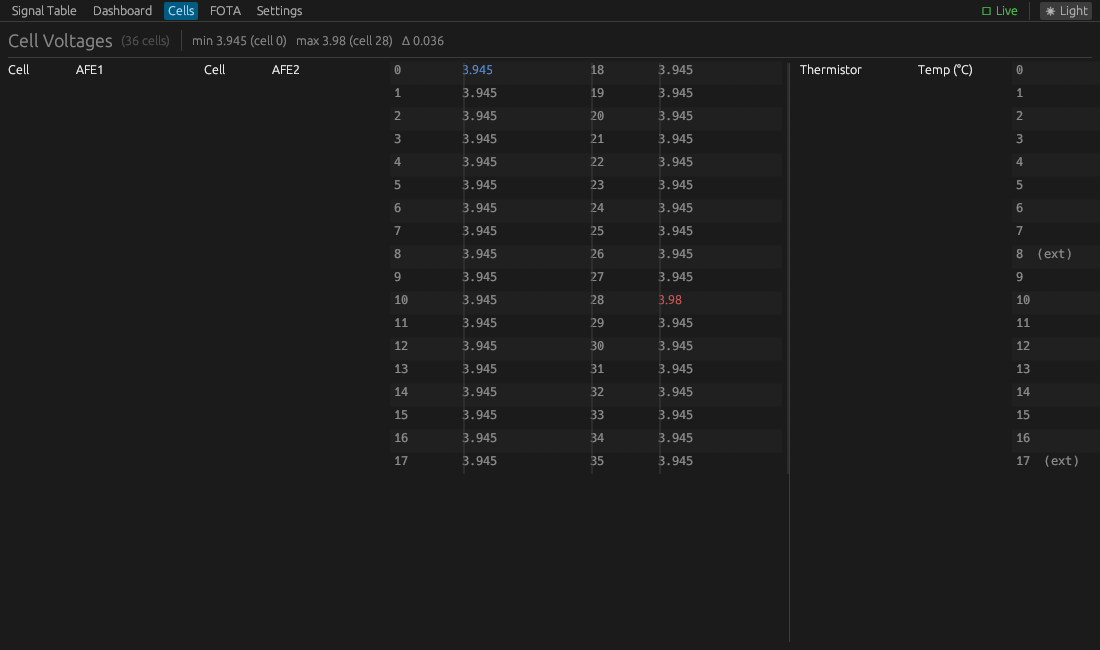 Signal Table Dashboard Cells FOTA Settings Live ☀ Light
Cell Voltages (36 cells) min 3.945 (cell 0) max 3.98 (cell 28) Δ 0.036
Cell AFE1 Cell AFE2 0 3.945 18 3.945 Thermistor Temp (°C) 0
1 3.945 19 3.945 1
2 3.945 20 3.945 2
3 3.945 21 3.945 3
4 3.945 22 3.945 4
5 3.945 23 3.945 5
6 3.945 24 3.945 6
7 3.945 25 3.945 7
8 3.945 26 3.945 8 (ext)
9 3.945 27 3.945 9
10 3.945 28 3.98 10
11 3.945 29 3.945 11
12 3.945 30 3.945 12
13 3.945 31 3.945 13
14 3.945 32 3.945 14
15 3.945 33 3.945 15
16 3.945 34 3.945 16
17 3.945 35 3.945 17 (ext)